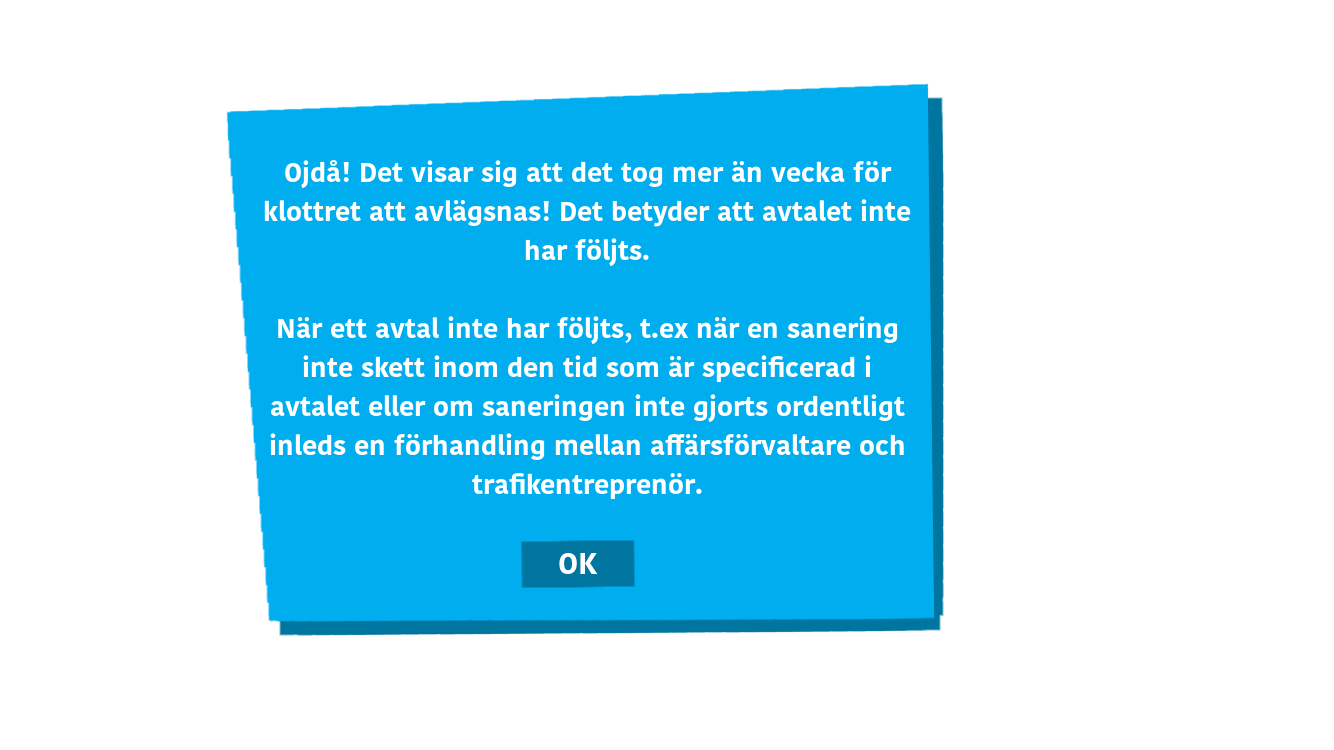 Ojdå! Det visar sig att det tog mer än vecka för
klottret att avlägsnas! Det betyder att avtalet inte
har följts.
När ett avtal inte har följts, t.ex när en sanering
inte skett inom den tid som är specificerad i
avtalet eller om saneringen inte gjorts ordentligt
inleds en förhandling mellan affärsförvaltare och
trafikentreprenör.
OK